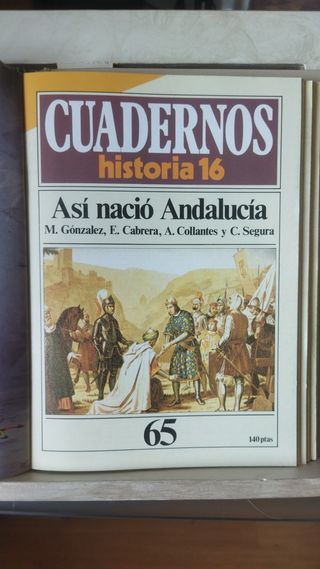 CUADERNOS
historia 16
Así nació Andalucía
M. Gónzalez, E. Cabrera, A. Collantes y C. Segura
65
140 ptas